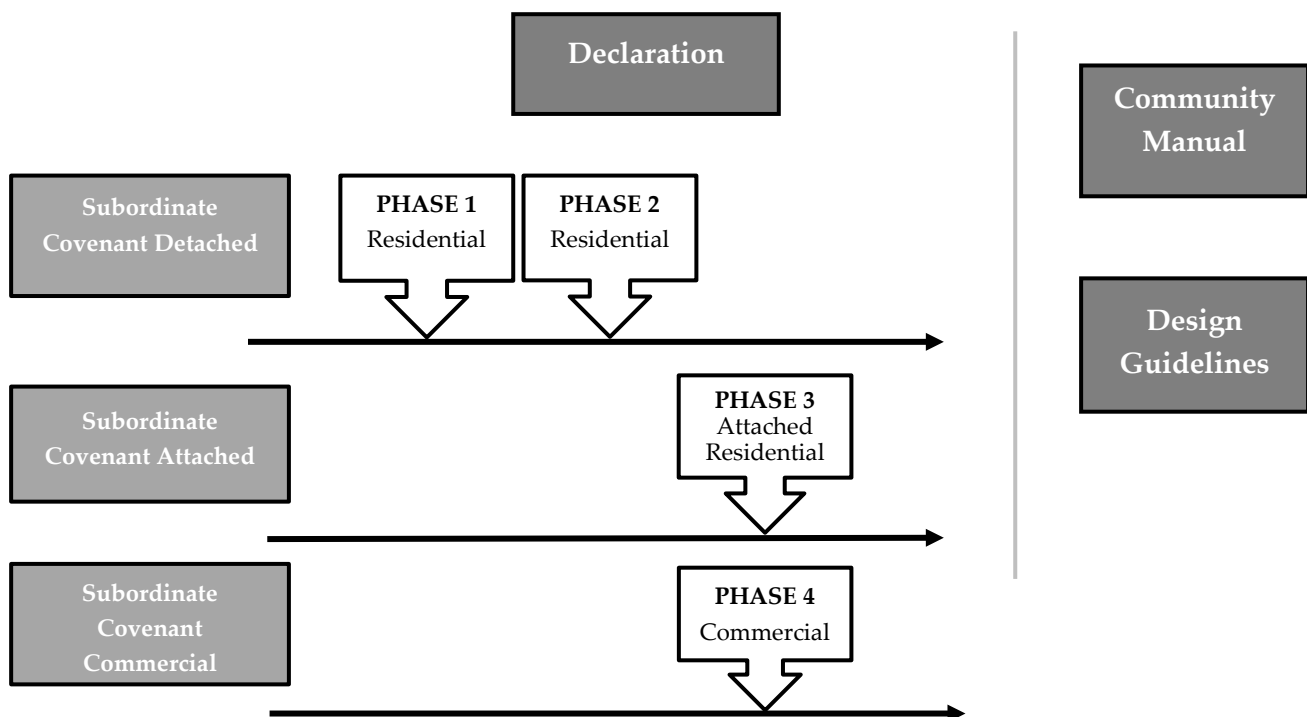 Declaration
Community
Manual
Subordinate
Covenant Detached
PHASE 1
Residential
PHASE 2
Residential
Design
Guidelines
Subordinate
Covenant Attached
PHASE 3
Attached
Residential
Subordinate
Covenant
Commercial
PHASE 4
Commercial